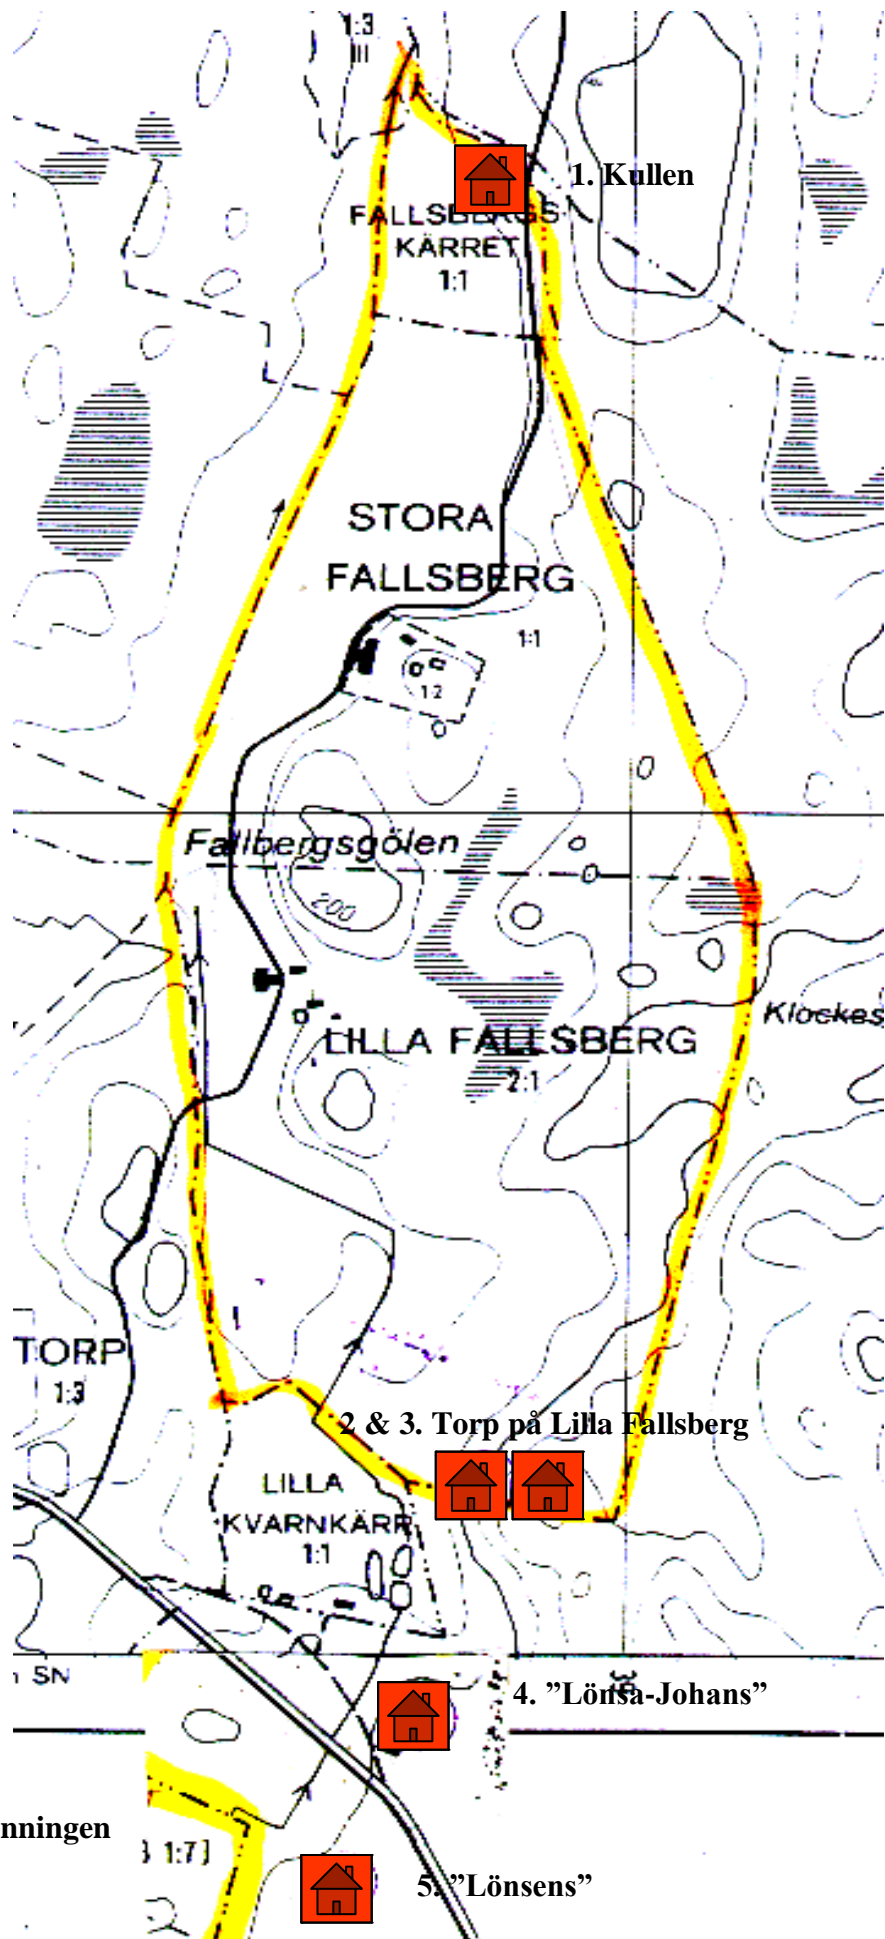 1:3
III
1. Kullen
FALLSBERGS
KÄRRET
1:1
STORA
FALLSBERG
1:1
1:2
Fallbergsgölen
200
Klockes
LILLA FALLSBERG
2:1
TORP
1:3
2 & 3. Torp på Lilla Fallsberg
LILLA
KVARNKÄRR
1:1
SN
4. ”Lönsa-Johans”
nningen
1:7]
5. ”Lönsens”